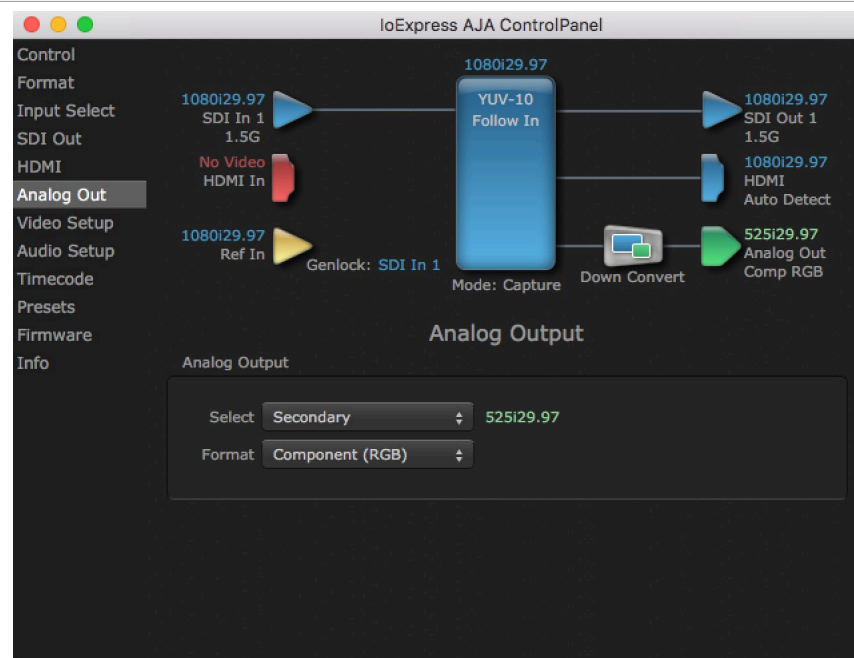 IoExpress AJA ControlPanel
Control
Format
Input Select
SDI Out
HDMI
Analog Out
Video Setup
Audio Setup
Timecode
Presets
Firmware
Info
1080i29.97
1080i29.97
SDI In 1
1.5G
No Video
HDMI In
1080i29.97
Ref In
Genlock: SDI In 1
YUV-10
Follow In
Mode: Capture
Down Convert
1080i29.97
SDI Out 1
1.5G
1080i29.97
HDMI
Auto Detect
525i29.97
Analog Out
Comp RGB
Analog Output
Analog Output
Select Secondary 525i29.97
Format Component (RGB)